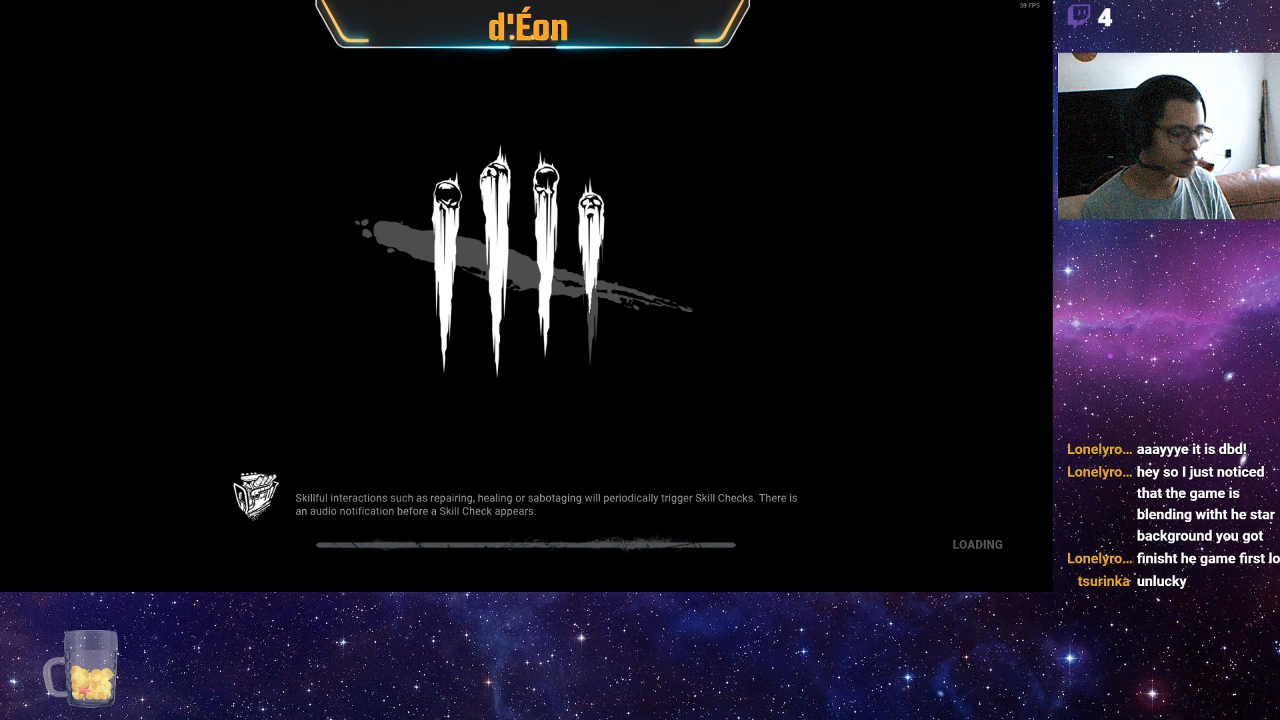 d'Éon
59 FPS
4
Skillful interactions such as repairing, healing or sabotaging will periodically trigger Skill Checks. There is
an audio notification before a Skill Check appears.
LOADING
Lonelyro... aaayyye it is dbd!
Lonelyro... hey so I just noticed
that the game is
blending witht he star
background you got
Lonelyro... finisht he game first lo
tsurinka unlucky